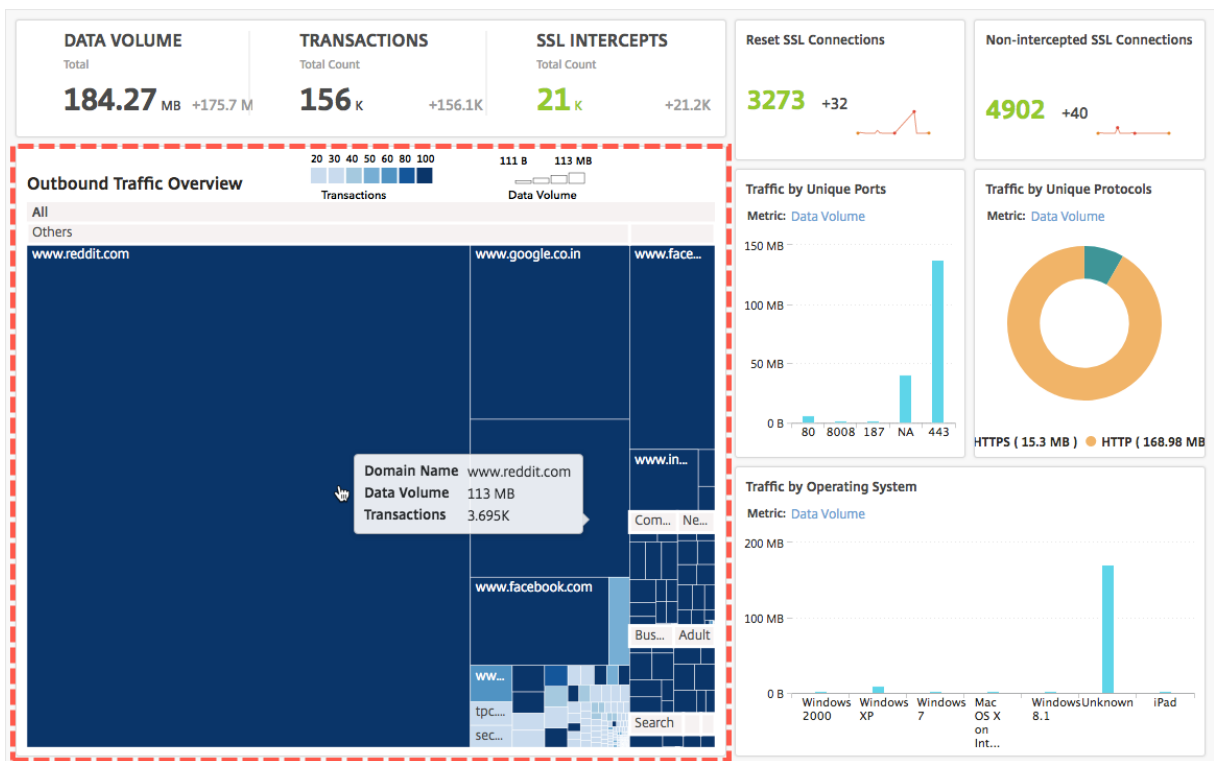 DATA VOLUME
Total
184.27 MB +175.7 M
TRANSACTIONS
Total Count
156 K +156.1K
SSL INTERCEPTS
Total Count
21 K +21.2K
Reset SSL Connections
3273 +32
Non-intercepted SSL Connections
4902 +40
Outbound Traffic Overview
20 30 40 50 60 80 100
Transactions
111 B 113 MB
Data Volume
All
Others
www.reddit.com
www.google.co.in
www.face...
Domain Name www.reddit.com
Data Volume 113 MB
Transactions 3.695K
www.in...
Com... Ne...
www.facebook.com
Bus... Adult
ww...
tpc....
sec...
Search
Traffic by Unique Ports
Metric: Data Volume
150 MB
100 MB
50 MB
0 B
80 8008 187 NA 443
Traffic by Unique Protocols
Metric: Data Volume
HTTPS ( 15.3 MB ) HTTP ( 168.98 MB
Traffic by Operating System
Metric: Data Volume
200 MB
100 MB
0 B
Windows 2000
Windows XP
Windows 7
Mac OS X on Int...
Windows 8.1
Unknown
iPad